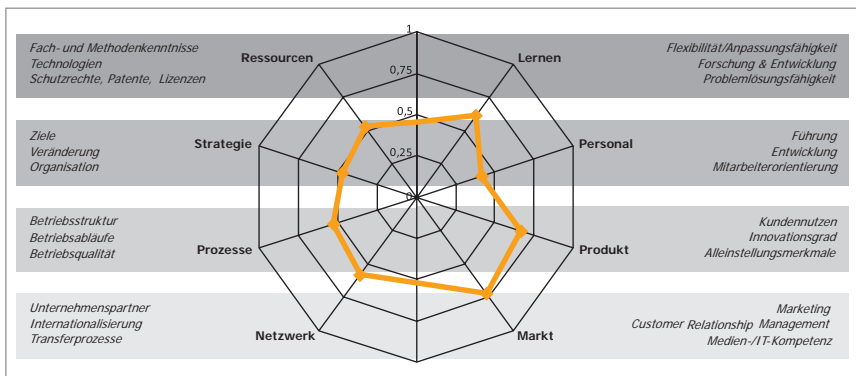 1
Fach- und Methodenkenntnisse
Technologien
Schutzrechte, Patente, Lizenzen
Ressourcen
Lernen
Flexibilität/Anpassungsfähigkeit
Forschung & Entwicklung
Problemlösungsfähigkeit
0,75
0,5
Ziele
Veränderung
Organisation
Strategie
Personal
Führung
Entwicklung
Mitarbeiterorientierung
0,25
0
Betriebsstruktur
Betriebsabläufe
Betriebsqualität
Prozesse
Produkt
Kundennutzen
Innovationsgrad
Alleinstellungsmerkmale
Unternehmenspartner
Internationalisierung
Transferprozesse
Netzwerk
Markt
Marketing
Customer Relationship Management
Medien-/IT-Kompetenz